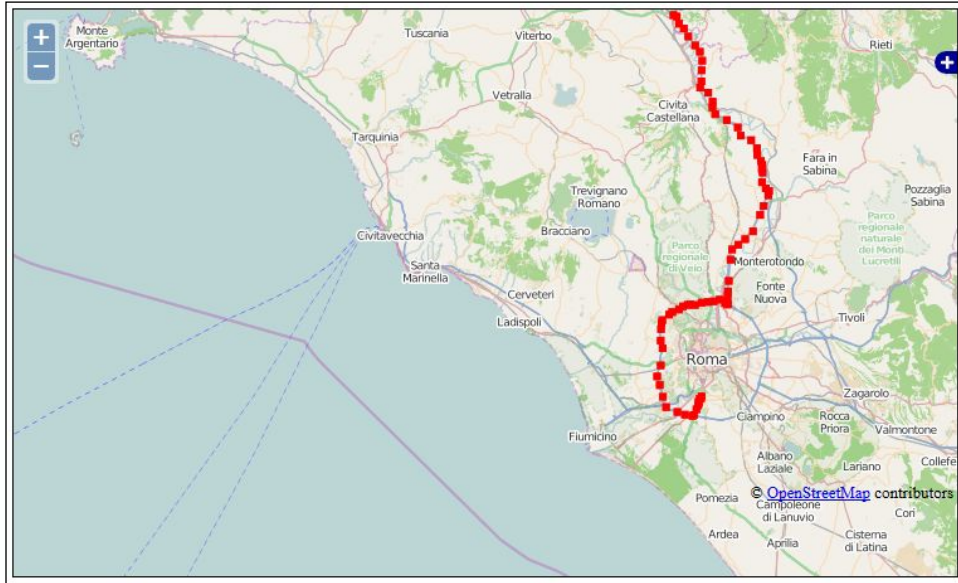 Monte
Argentario
Tuscania
Viterbo
Rieti
Vetralla
Civita
Castellana
Tarquinia
Fara in
Sabina
Trevignano
Romano
Pozzaglia
Sabina
Bracciano
Parco
regionale
naturale
dei Monti
Lucretili
Civitavecchia
Parco
regionale
di Veio
Monterotondo
Santa
Marinella
Fonte
Nuova
Cerveteri
Ladispoli
Tivoli
Roma
Zagarolo
Ciampino
Rocca
Priora
Valmontone
Fiumicino
Albano
Laziale
Lariano
Collefe
Pomezia
© OpenStreetMap contributors
Campoleone
di Lanuvio
Cori
Ardea
Aprilia
Cisterna
di Latina